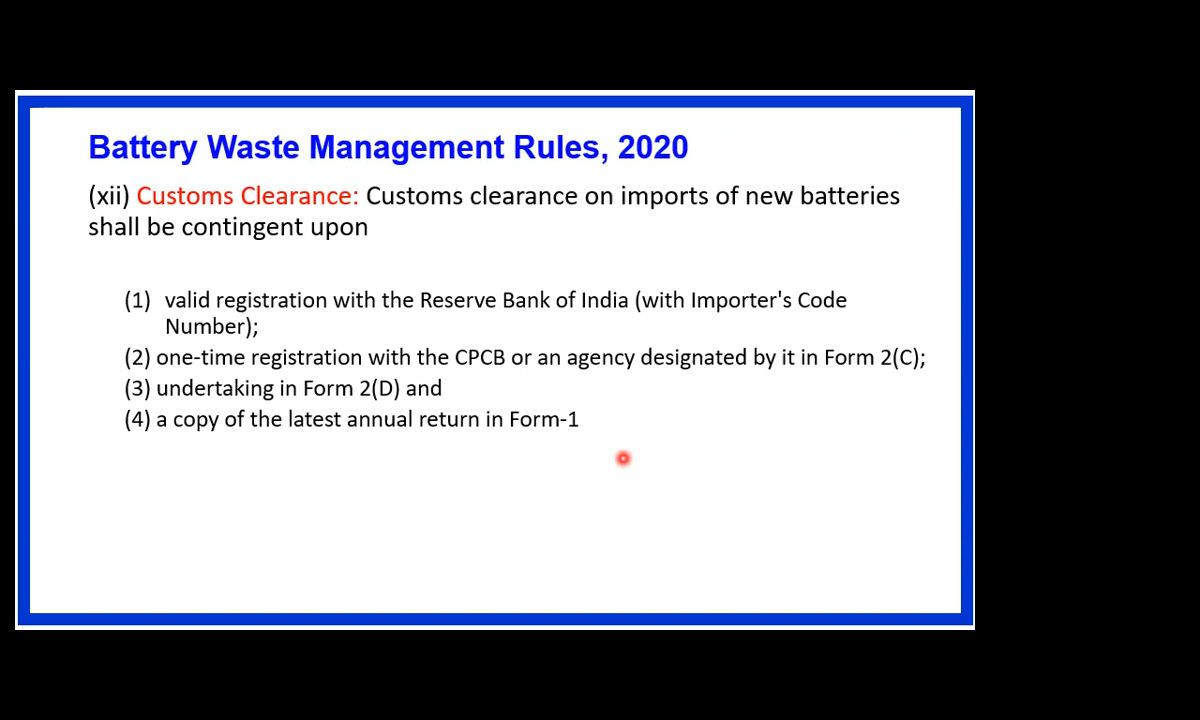 Battery Waste Management Rules, 2020
(xii) Customs Clearance: Customs clearance on imports of new batteries
shall be contingent upon
(1) valid registration with the Reserve Bank of India (with Importer's Code
Number);
(2) one-time registration with the CPCB or an agency designated by it in Form 2(C);
(3) undertaking in Form 2(D) and
(4) a copy of the latest annual return in Form-1